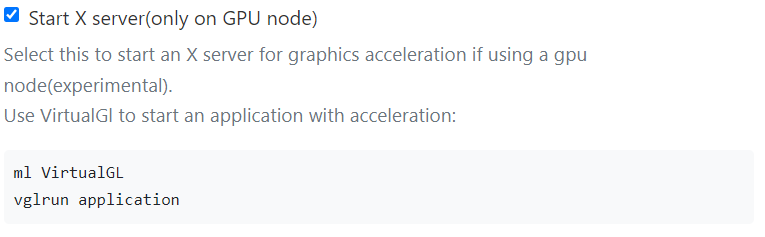 Start X server(only on GPU node)
Select this to start an X server for graphics acceleration if using a gpu
node(experimental).
Use VirtualGl to start an application with acceleration:
ml VirtualGL
vglrun application